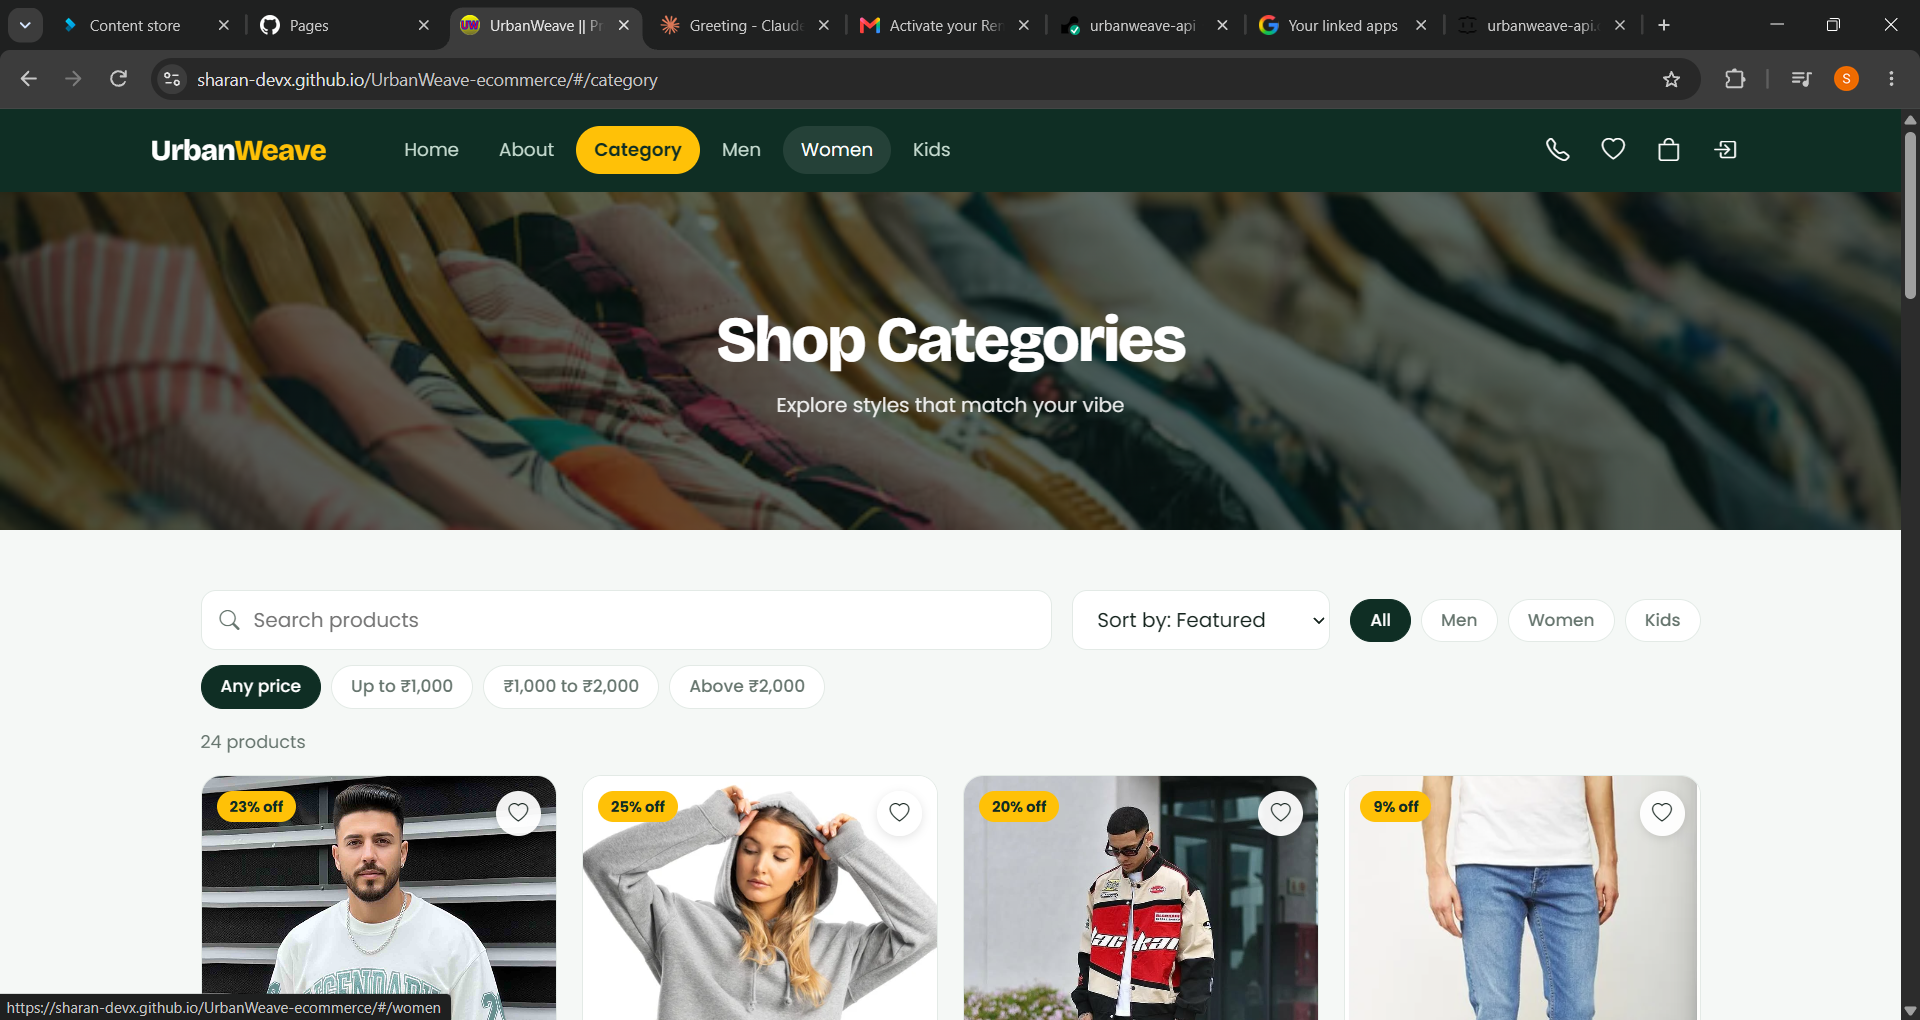 Content store
Pages
UrbanWeave || Pr
Greeting - Claude
Activate your Ren
urbanweave-api
Your linked apps
urbanweave-api.
sharan-devx.github.io/UrbanWeave-ecommerce/#/category
S
UrbanWeave
Home
About
Category
Men
Women
Kids
Shop Categories
Explore styles that match your vibe
Search products
Sort by: Featured
All
Men
Women
Kids
Any price
Up to ₹1,000
₹1,000 to ₹2,000
Above ₹2,000
24 products
23% off
25% off
20% off
9% off
https://sharan-devx.github.io/UrbanWeave-ecommerce/#/women